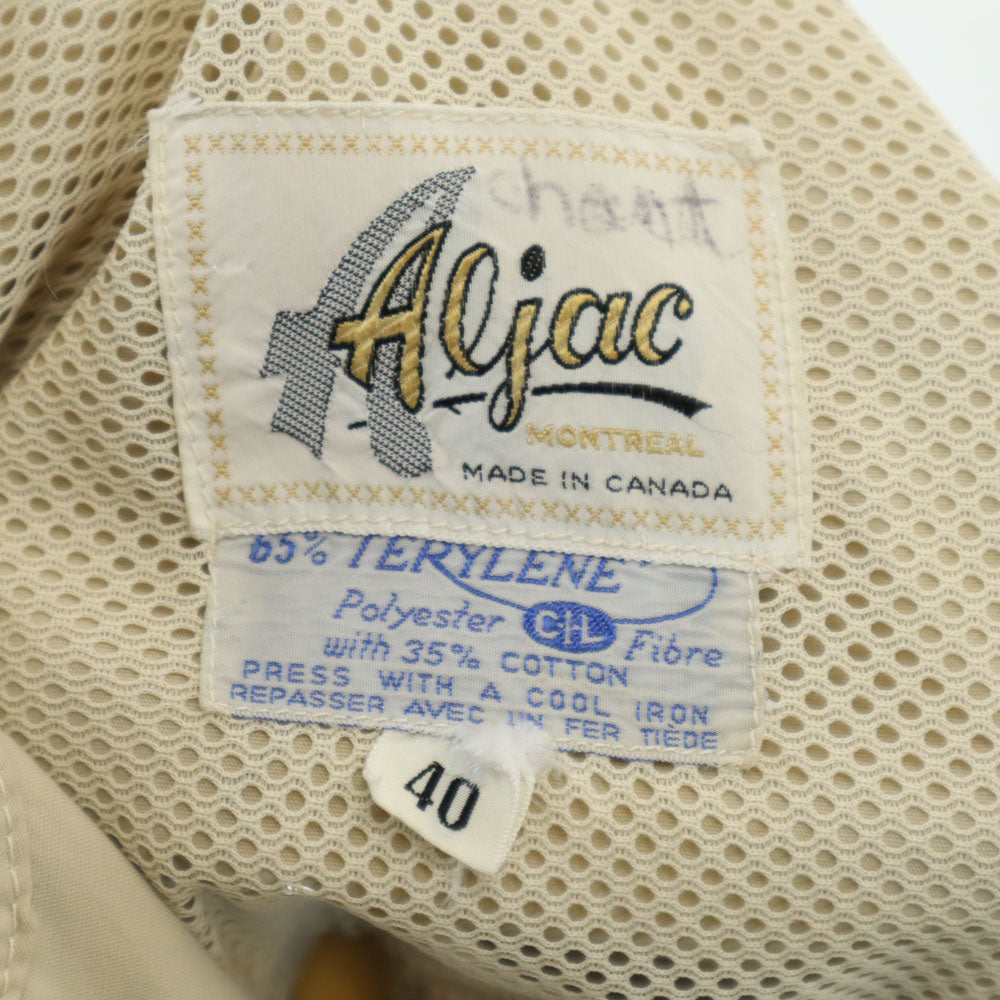 Aljac
MONTREAL
MADE IN CANADA
65% TERYLENE
Polyester CIL Fibre
with 35% COTTON
PRESS WITH A COOL IRON
REPASSER AVEC UN FER TIÈDE
40